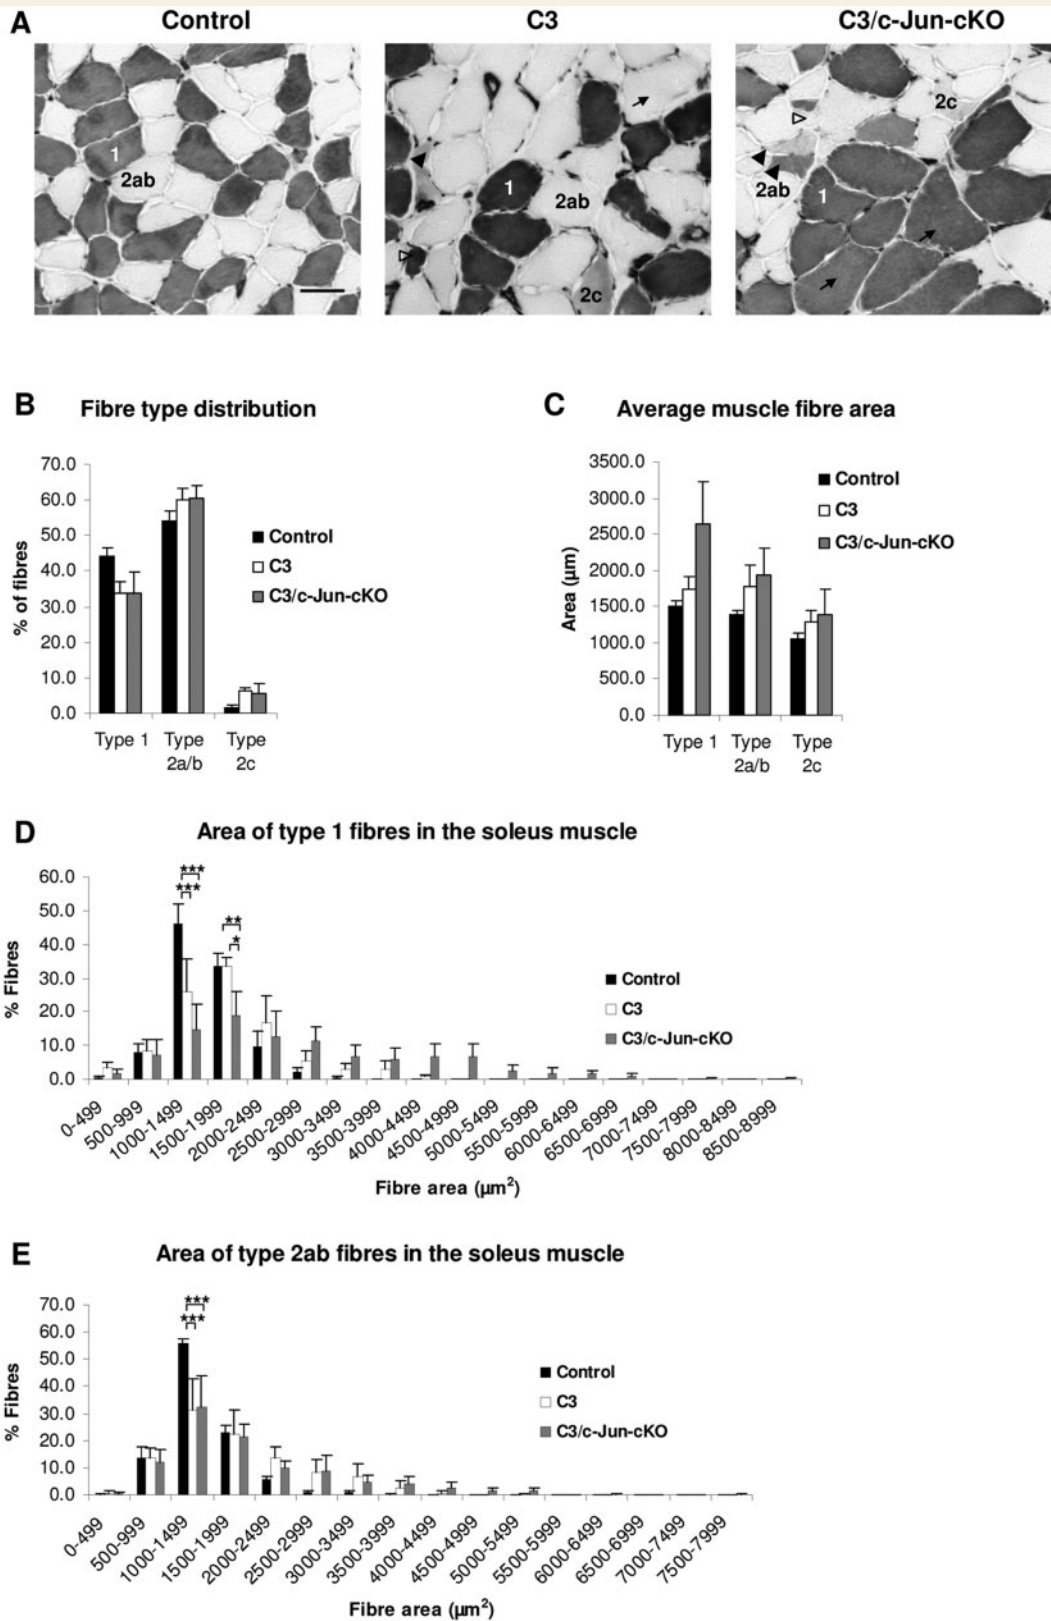 A
Control
C3
C3/c-Jun-cKO
1
2ab
1
2ab
2c
2c
2ab
1
B
Fibre type distribution
% of fibres
70.0
60.0
50.0
40.0
30.0
20.0
10.0
0.0
Control
C3
C3/c-Jun-cKO
Type 1
Type
2a/b
Type
2c
C
Average muscle fibre area
Area (µm)
3500.0
3000.0
2500.0
2000.0
1500.0
1000.0
500.0
0.0
Control
C3
C3/c-Jun-cKO
Type 1
Type
2a/b
Type
2c
D
Area of type 1 fibres in the soleus muscle
% Fibres
60.0
50.0
40.0
30.0
20.0
10.0
0.0
***
***
**
*
Control
C3
C3/c-Jun-cKO
0-499
500-999
1000-1499
1500-1999
2000-2499
2500-2999
3000-3499
3500-3999
4000-4499
4500-4999
5000-5499
5500-5999
6000-6499
6500-6999
7000-7499
7500-7999
8000-8499
8500-8999
Fibre area (µm²)
E
Area of type 2ab fibres in the soleus muscle
% Fibres
70.0
60.0
50.0
40.0
30.0
20.0
10.0
0.0
***
***
Control
C3
C3/c-Jun-cKO
0-499
500-999
1000-1499
1500-1999
2000-2499
2500-2999
3000-3499
3500-3999
4000-4499
4500-4999
5000-5499
5500-5999
6000-6499
6500-6999
7000-7499
7500-7999
Fibre area (µm²)